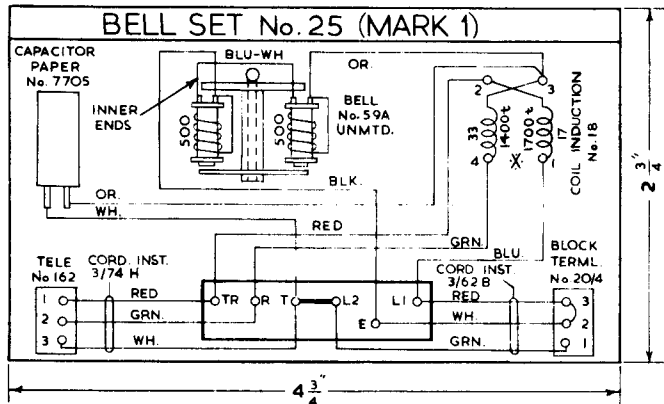 BELL SET No. 25 (MARK 1)
CAPACITOR
PAPER
No. 7705
BLU-WH
OR.
INNER
ENDS
500
500
BELL
No. 59A
UNMTD.
2
3
33
1400t
1700t
17
4
X
1
COIL INDUCTION
No. 18
2 3/4"
OR.
WH.
BLK.
RED
GRN.
BLU.
TELE
No 162
CORD. INST.
3/74 H
CORD INST.
3/62 B
BLOCK
TERML.
No. 20/4
1
RED
TR
R
T
L2
L1
RED
3
2
GRN.
E
WH.
2
3
WH.
GRN.
1
4 3/4"